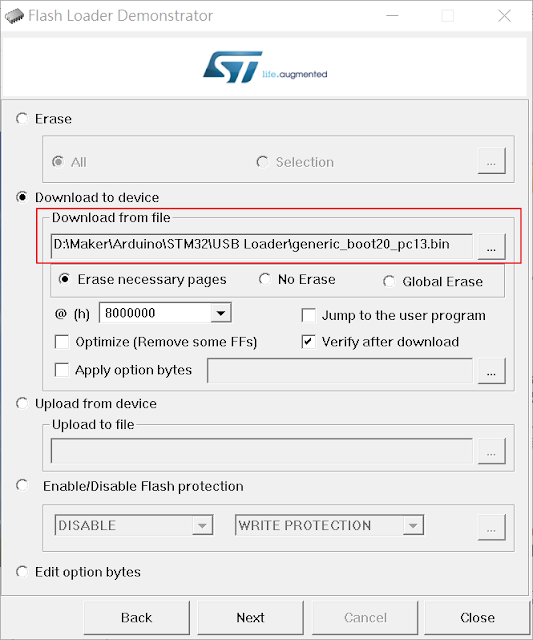 Flash Loader Demonstrator
ST
life.augmented
Erase
All
Selection
...
Download to device
Download from file
D:\Maker\Arduino\STM32\USB Loader\generic_boot20_pc13.bin
...
Erase necessary pages
No Erase
Global Erase
@ (h)
8000000
Jump to the user program
Optimize (Remove some FFs)
Verify after download
Apply option bytes
...
Upload from device
Upload to file
...
Enable/Disable Flash protection
DISABLE
WRITE PROTECTION
...
Edit option bytes
Back
Next
Cancel
Close